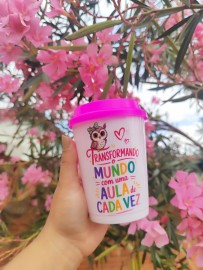 TRANSFORMANDO
O
MUNDO
com uma
AULA de
CADA VEZ